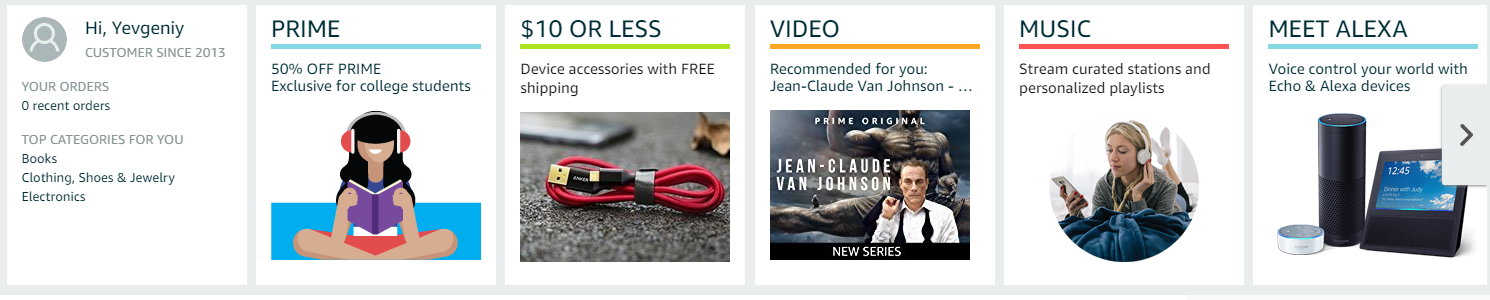 Hi, Yevgeniy
CUSTOMER SINCE 2013
YOUR ORDERS
0 recent orders
TOP CATEGORIES FOR YOU
Books
Clothing, Shoes & Jewelry
Electronics
PRIME
50% OFF PRIME
Exclusive for college students
$10 OR LESS
Device accessories with FREE
shipping
ANKER
VIDEO
Recommended for you:
Jean-Claude Van Johnson - …
PRIME ORIGINAL
JEAN-CLAUDE
VAN JOHNSON
NEW SERIES
MUSIC
Stream curated stations and
personalized playlists
MEET ALEXA
Voice control your world with
Echo & Alexa devices
12:45
Dinner with Judy